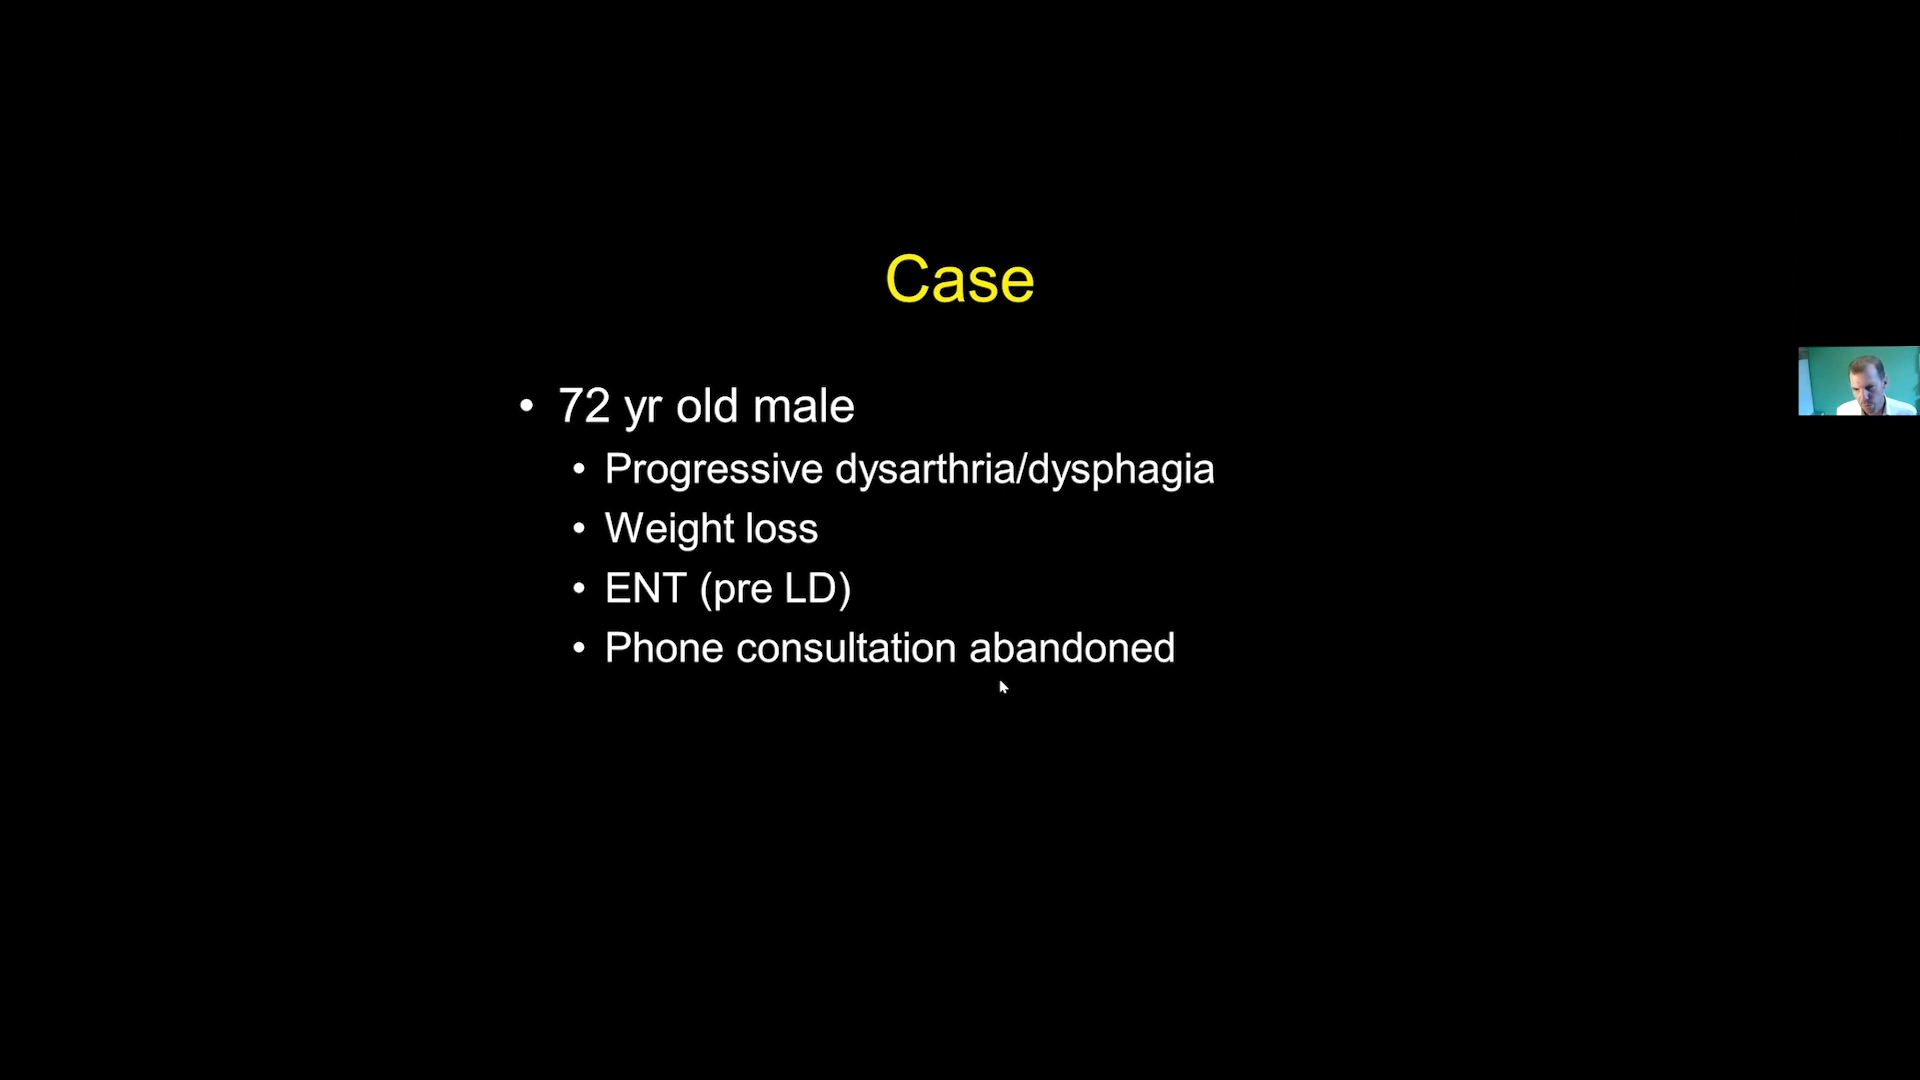 Case
• 72 yr old male
• Progressive dysarthria/dysphagia
• Weight loss
• ENT (pre LD)
• Phone consultation abandoned